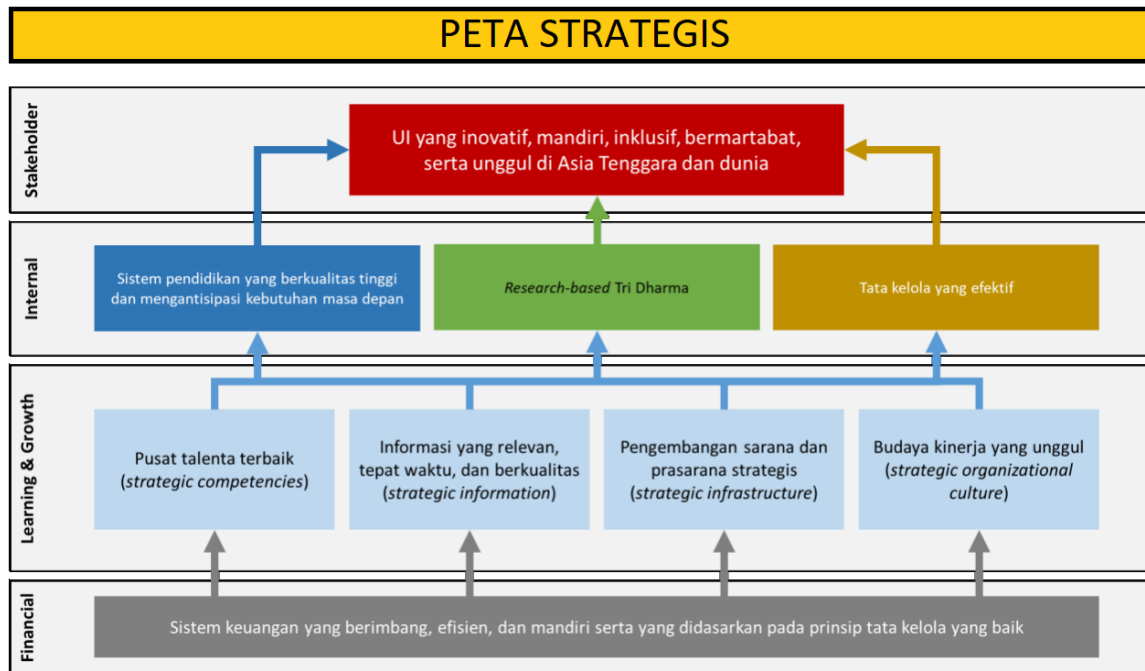 PETA STRATEGIS
Stakeholder
UI yang inovatif, mandiri, inklusif, bermartabat,
serta unggul di Asia Tenggara dan dunia
Internal
Sistem pendidikan yang berkualitas tinggi
dan mengantisipasi kebutuhan masa depan
Research-based Tri Dharma
Tata kelola yang efektif
Learning & Growth
Pusat talenta terbaik
(strategic competencies)
Informasi yang relevan,
tepat waktu, dan berkualitas
(strategic information)
Pengembangan sarana dan
prasarana strategis
(strategic infrastructure)
Budaya kinerja yang unggul
(strategic organizational
culture)
Financial
Sistem keuangan yang berimbang, efisien, dan mandiri serta yang didasarkan pada prinsip tata kelola yang baik